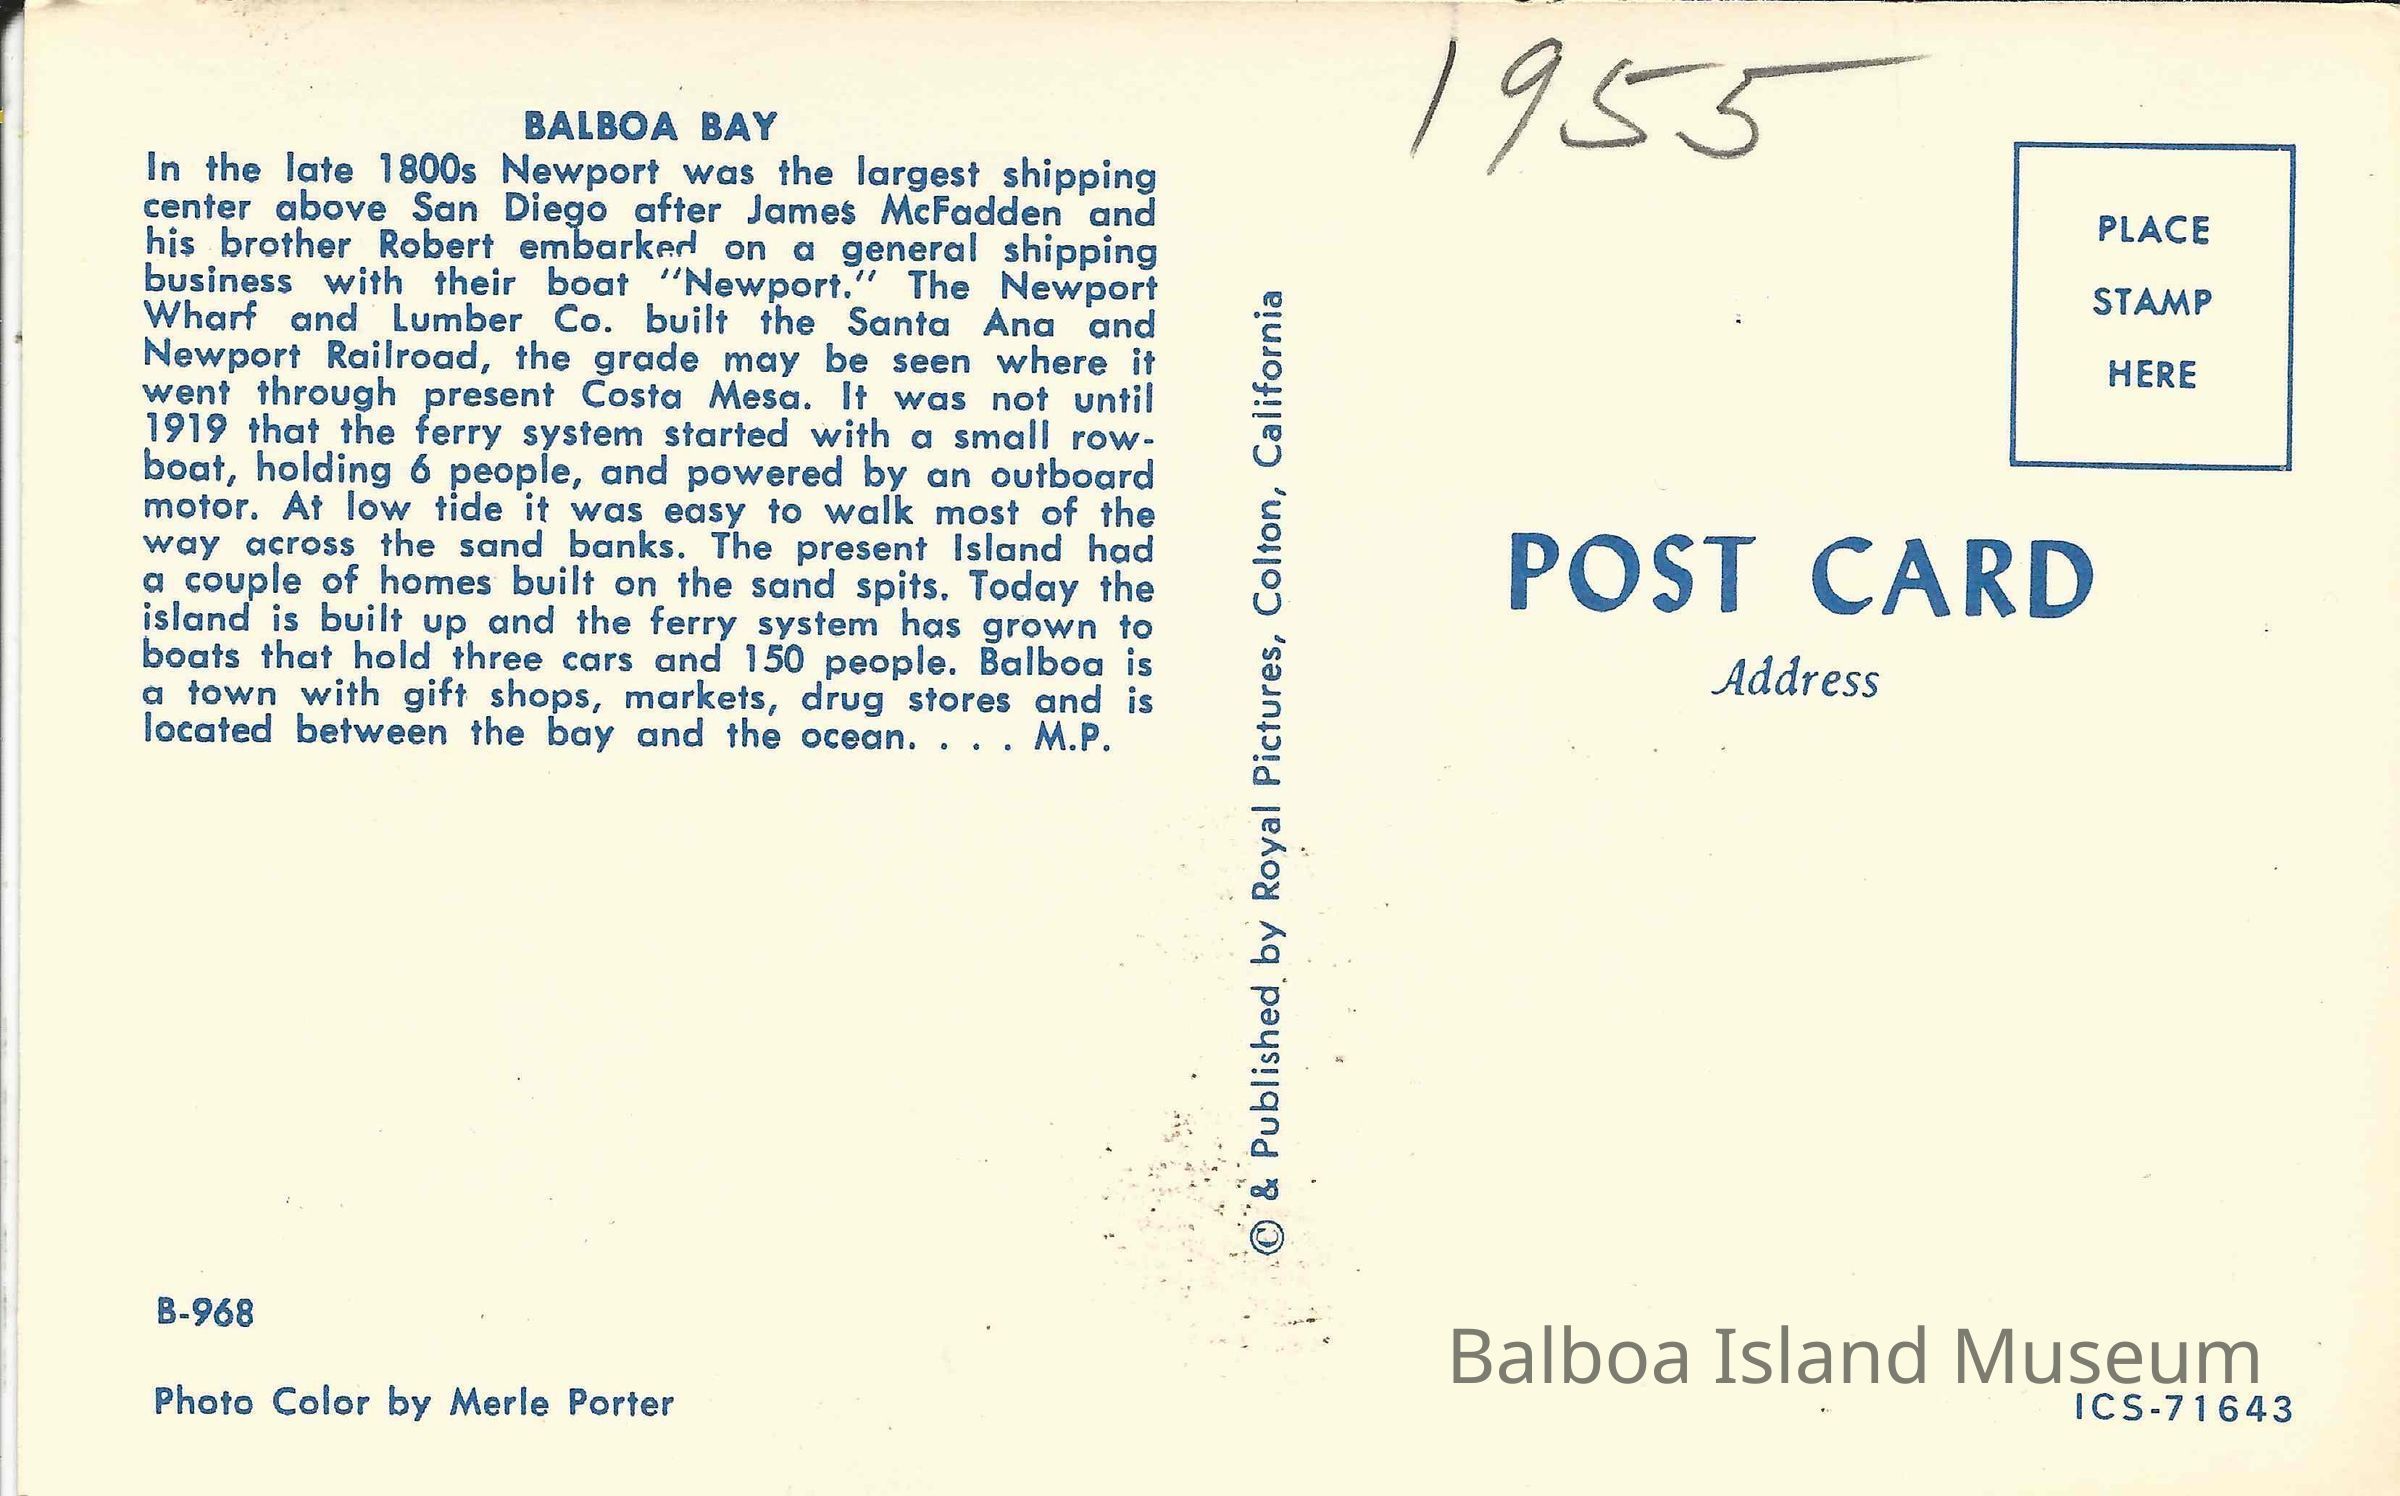 1955
BALBOA BAY
In the late 1800s Newport was the largest shipping
center above San Diego after James McFadden and
his brother Robert embarked on a general shipping
business with their boat "Newport." The Newport
Wharf and Lumber Co. built the Santa Ana and
Newport Railroad, the grade may be seen where it
went through present Costa Mesa. It was not until
1919 that the ferry system started with a small row-
boat, holding 6 people, and powered by an outboard
motor. At low tide it was easy to walk most of the
way across the sand banks. The present Island had
a couple of homes built on the sand spits. Today the
island is built up and the ferry system has grown to
boats that hold three cars and 150 people. Balboa is
a town with gift shops, markets, drug stores and is
located between the bay and the ocean. . . . M.P.
B-968
Photo Color by Merle Porter
© & Published by Royal Pictures, Colton, California
PLACE
STAMP
HERE
POST CARD
Address
Balboa Island Museum
ICS-71643